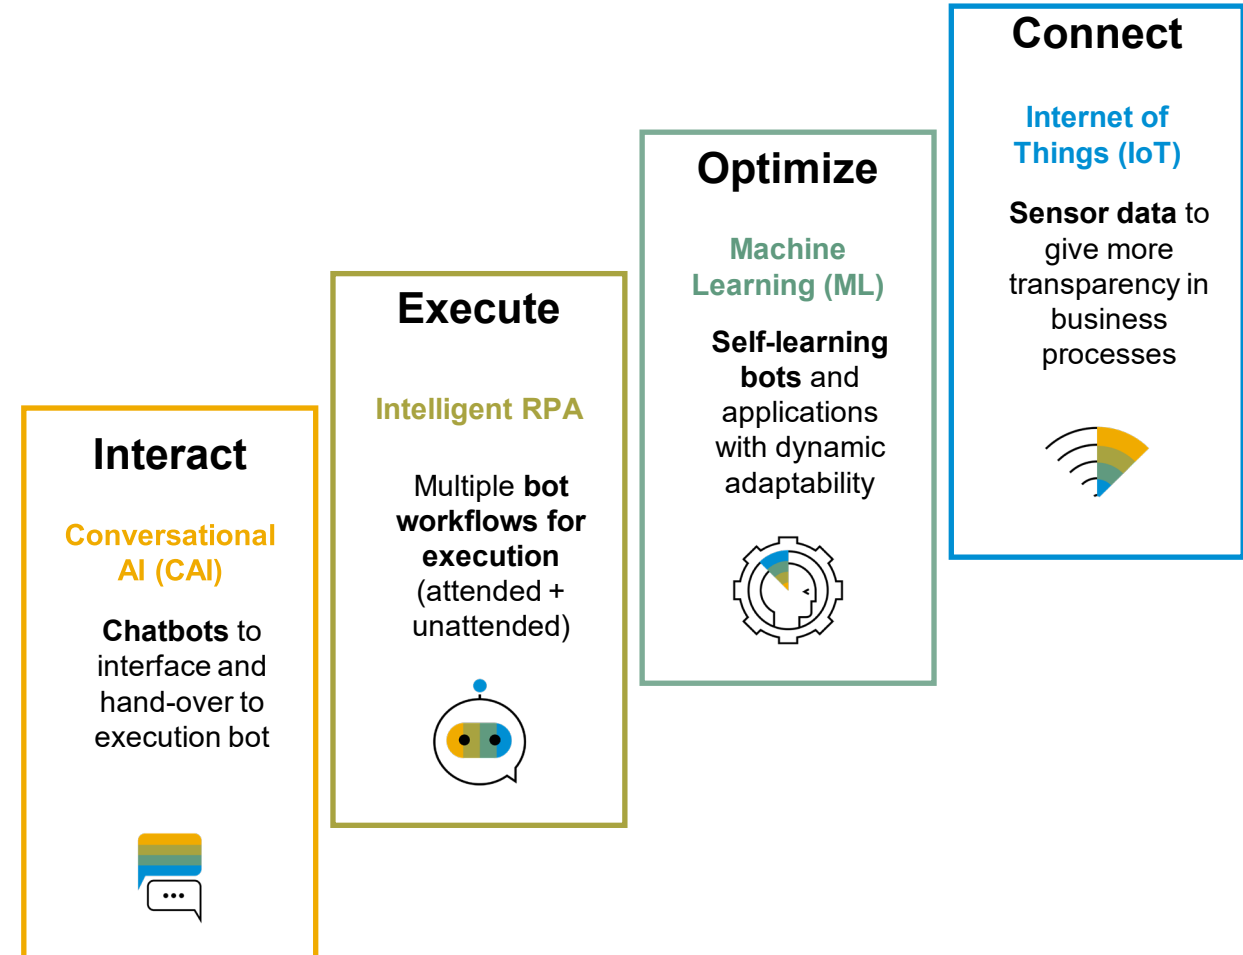 Interact
Conversational
AI (CAI)
Chatbots to
interface and
hand-over to
execution bot
Execute
Intelligent RPA
Multiple bot
workflows for
execution
(attended +
unattended)
Optimize
Machine
Learning (ML)
Self-learning
bots and
applications
with dynamic
adaptability
Connect
Internet of
Things (IoT)
Sensor data to
give more
transparency in
business
processes